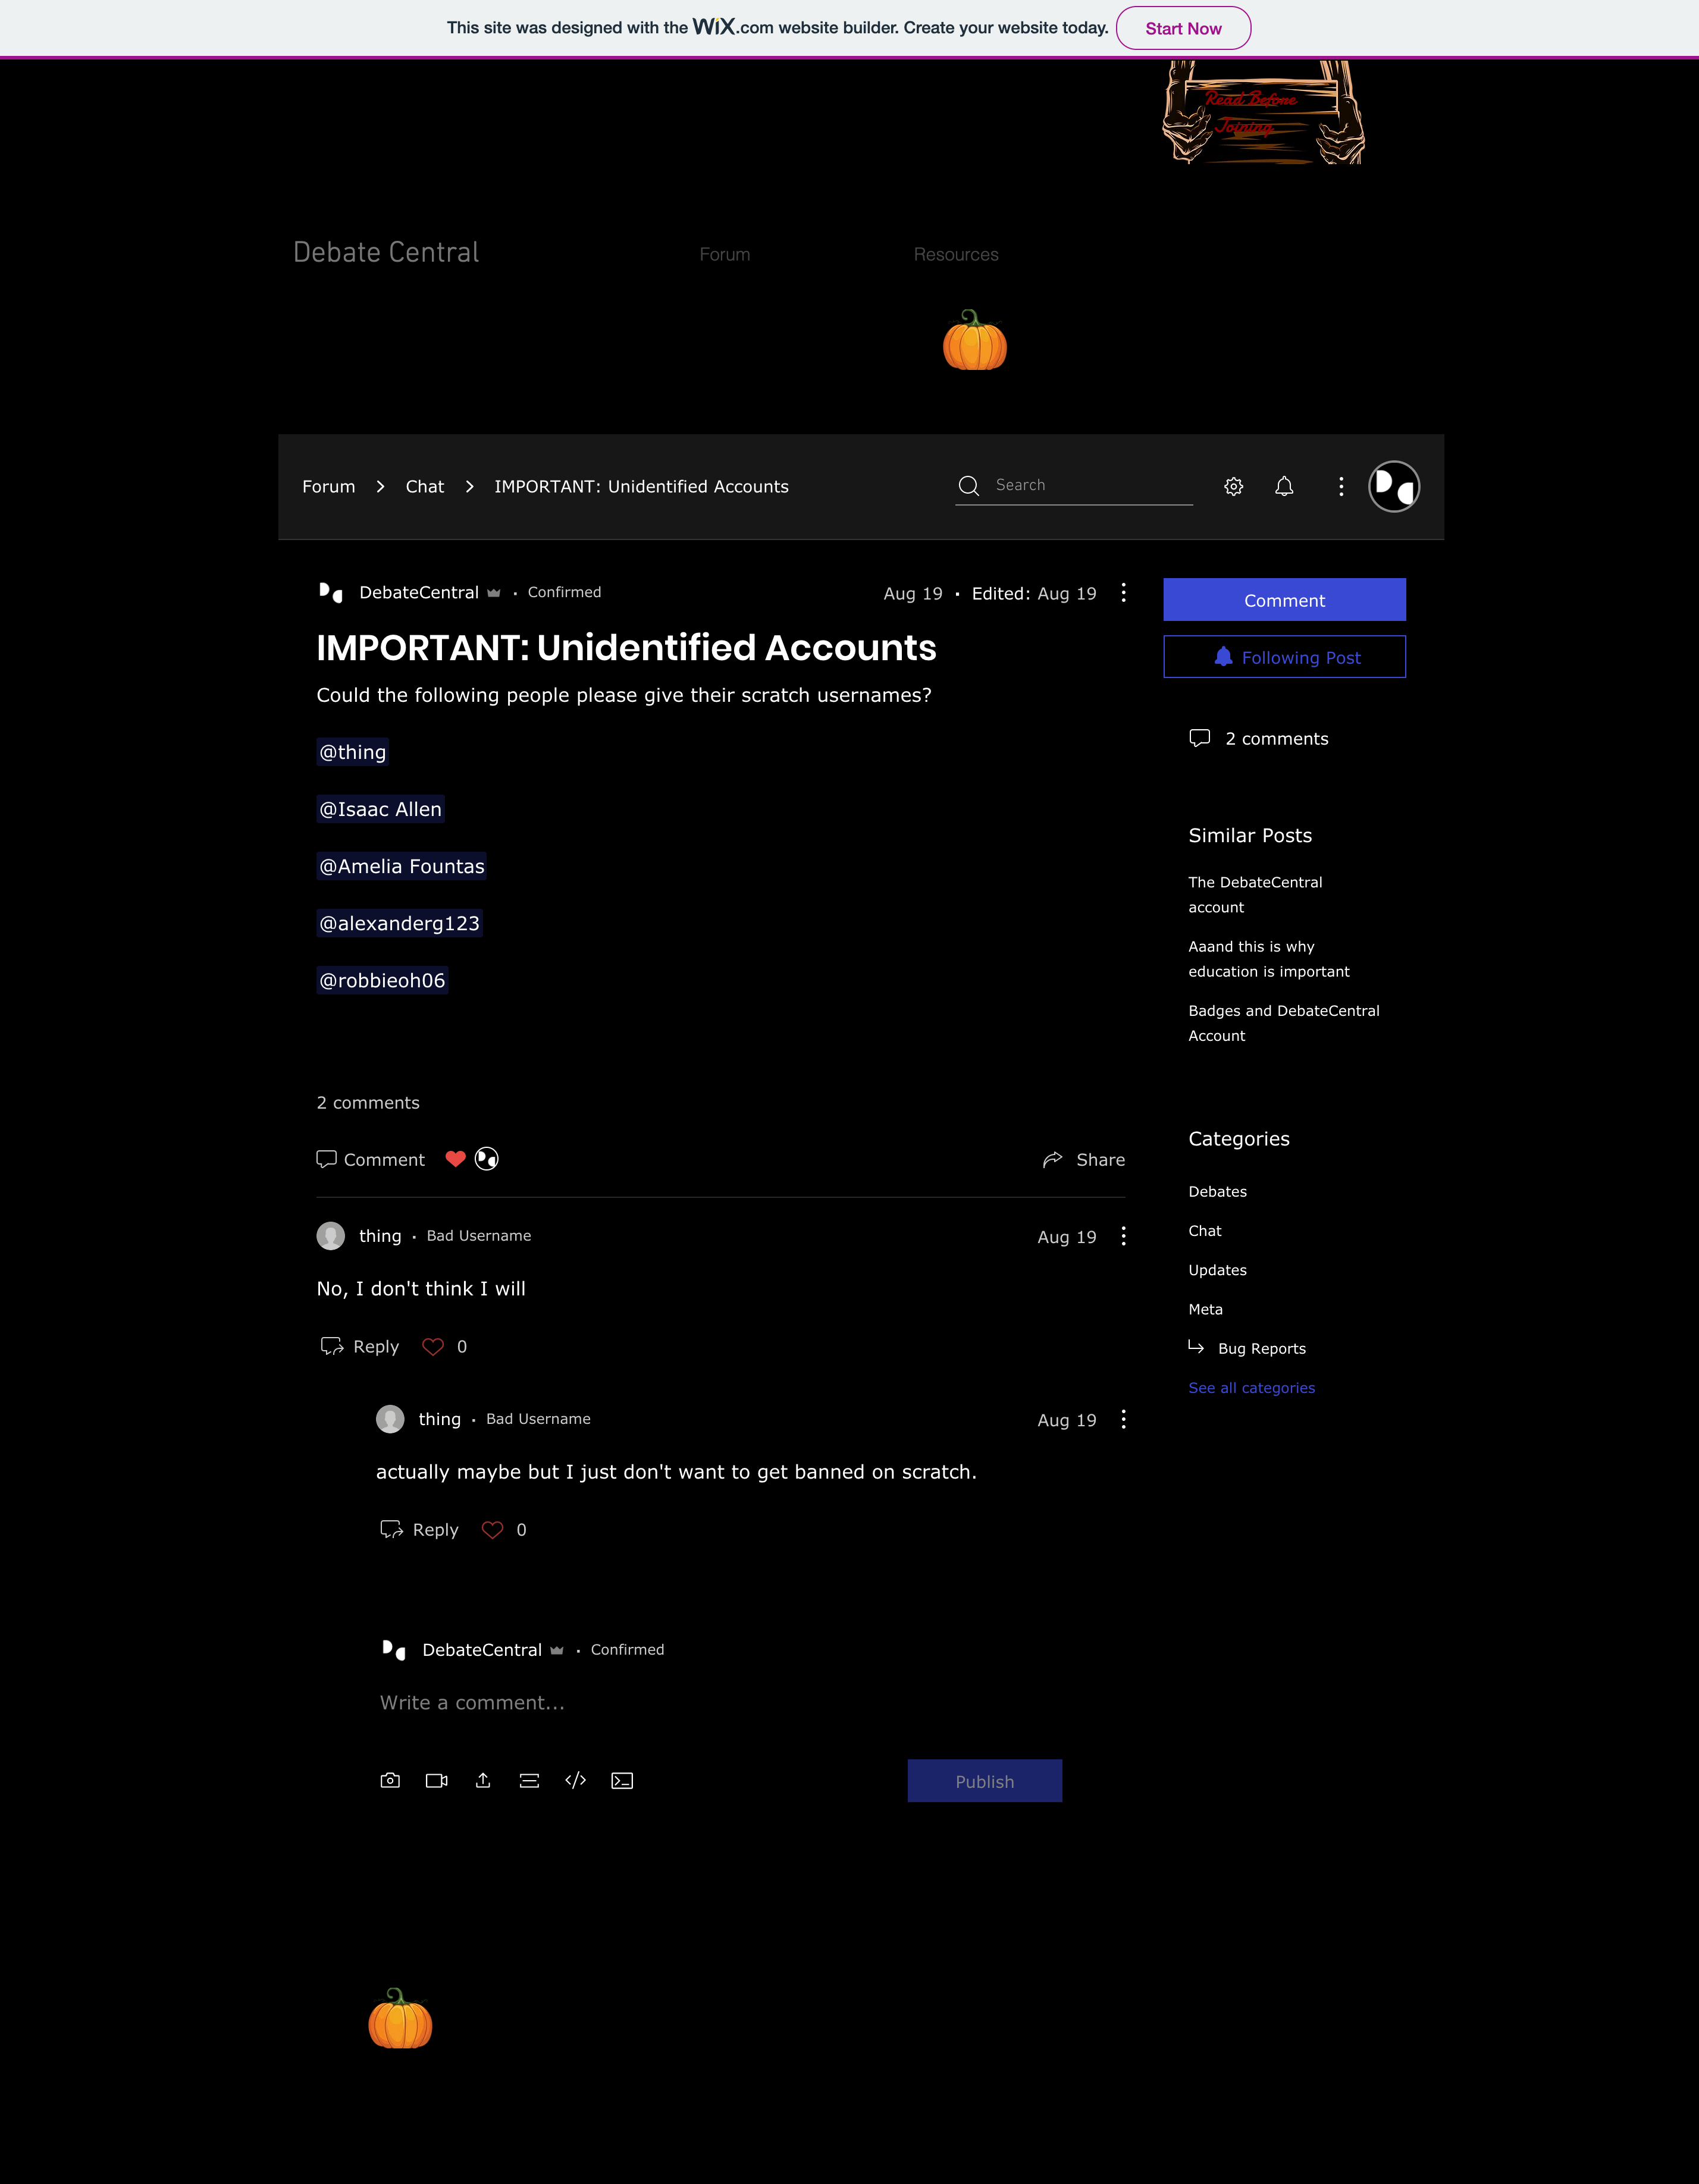 This site was designed with the WiX.com website builder. Create your website today. Start Now
Read Before
Joining
Debate Central Forum Resources
Forum > Chat > IMPORTANT: Unidentified Accounts Search
DebateCentral · Confirmed Aug 19 · Edited: Aug 19
IMPORTANT: Unidentified Accounts
Could the following people please give their scratch usernames?
@thing
@Isaac Allen
@Amelia Fountas
@alexanderg123
@robbieoh06
2 comments
Comment Share
thing · Bad Username Aug 19
No, I don't think I will
Reply 0
thing · Bad Username Aug 19
actually maybe but I just don't want to get banned on scratch.
Reply 0
DebateCentral · Confirmed
Write a comment...
Publish
Comment
Following Post
2 comments
Similar Posts
The DebateCentral
account
Aaand this is why
education is important
Badges and DebateCentral
Account
Categories
Debates
Chat
Updates
Meta
Bug Reports
See all categories